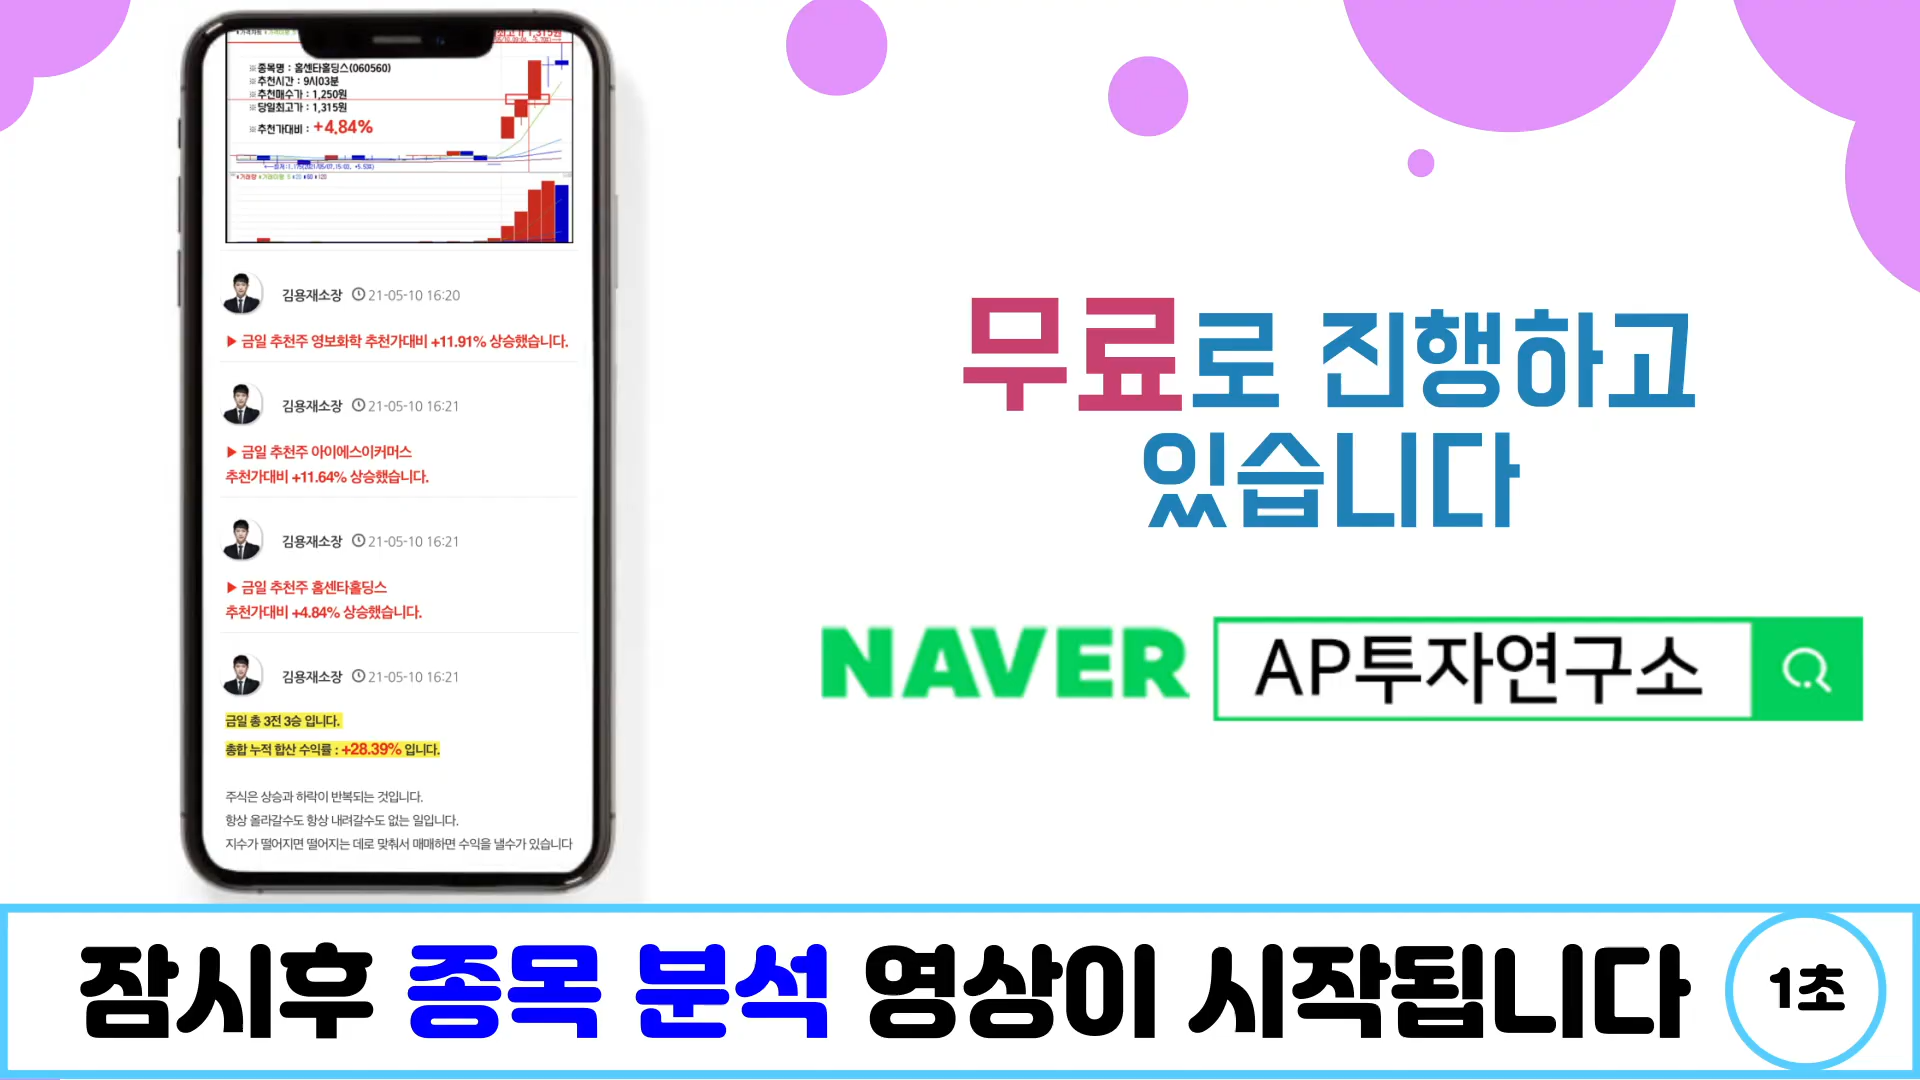 ※종목명 : 홈센타홀딩스(060560)
※추천시간 : 9시03분
※추천매수가 : 1,250원
※당일최고가 : 1,315원
※추천가대비 : +4.84%
김용재소장 21-05-10 16:20
▶ 금일 추천주 영보화학 추천가대비 +11.91% 상승했습니다.
김용재소장 21-05-10 16:21
▶ 금일 추천주 아이에스이커머스
추천가대비 +11.64% 상승했습니다.
김용재소장 21-05-10 16:21
▶ 금일 추천주 홈센타홀딩스
추천가대비 +4.84% 상승했습니다.
김용재소장 21-05-10 16:21
금일 총 3전 3승 입니다.
총합 누적 합산 수익률 : +28.39% 입니다.
주식은 상승과 하락이 반복되는 것입니다.
항상 올라갈수도 항상 내려갈수도 없는 일입니다.
지수가 떨어지면 떨어지는 데로 맞춰서 매매하면 수익을 낼수가 있습니다
무료로 진행하고
있습니다
NAVER AP투자연구소
잠시후 종목 분석 영상이 시작됩니다 1초